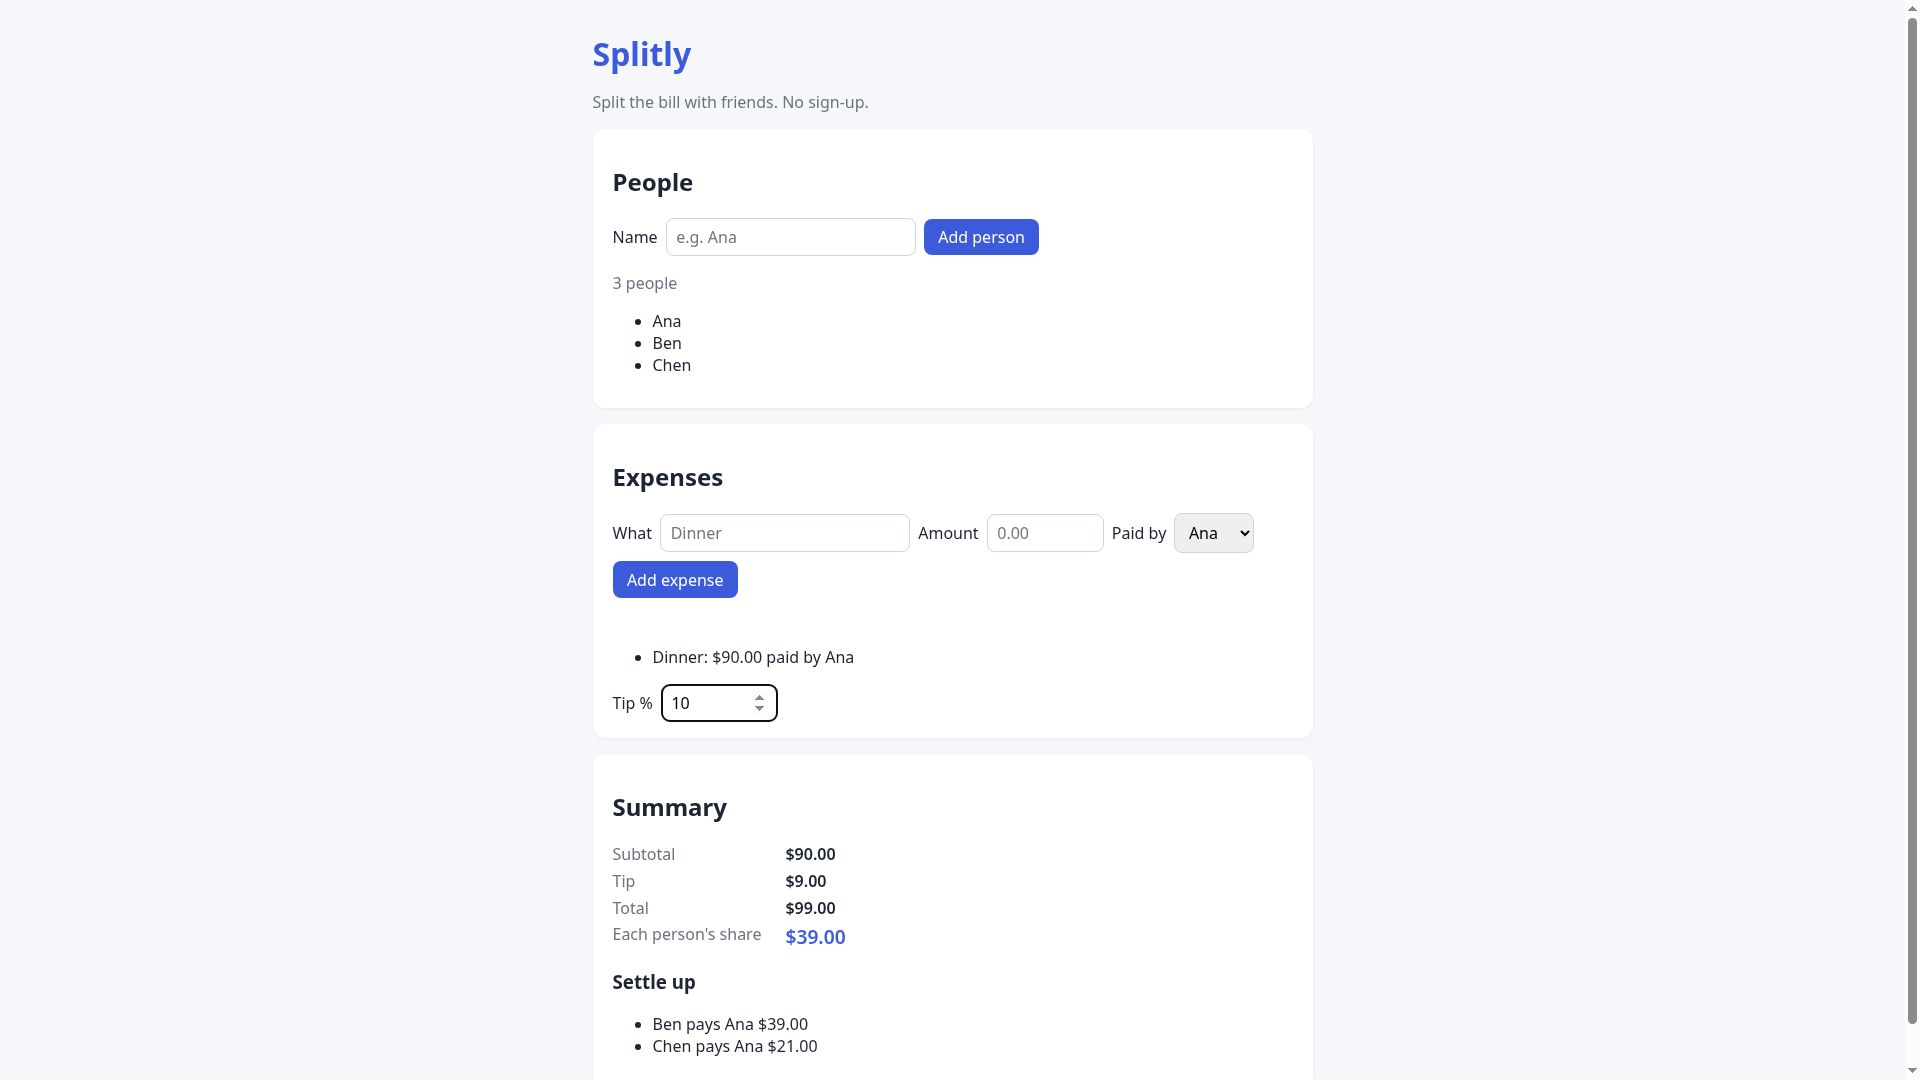 Splitly
Split the bill with friends. No sign-up.
People
Name e.g. Ana Add person
3 people
Ana
Ben
Chen
Expenses
What Dinner Amount 0.00 Paid by Ana
Add expense
Dinner: $90.00 paid by Ana
Tip % 10
Summary
Subtotal $90.00
Tip $9.00
Total $99.00
Each person's share $39.00
Settle up
Ben pays Ana $39.00
Chen pays Ana $21.00